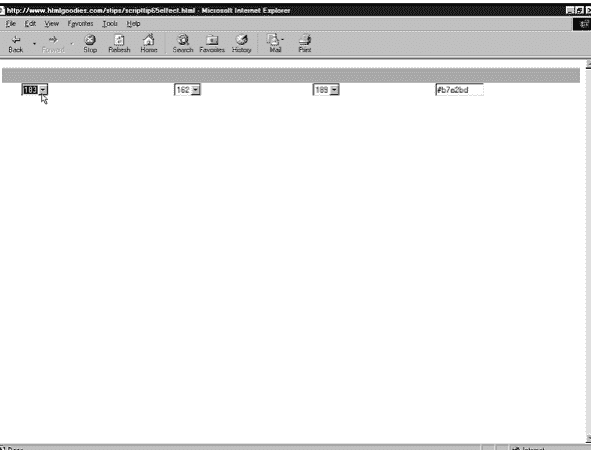 http://www.htmlgoodies.com/stips/scripttip65effect.html - Microsoft Internet Explorer
File Edit View Favorites Tools Help
Back Forward Stop Refresh Home Search Favorites History Mail Print
183 162 189 #b7a2bd
Done Internet